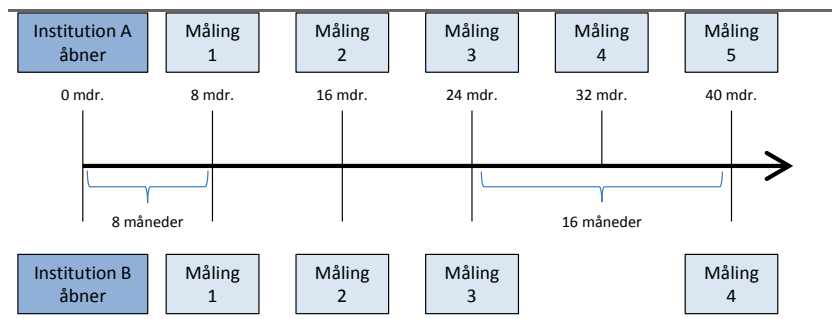 Institution A
åbner
Måling
1
Måling
2
Måling
3
Måling
4
Måling
5
0 mdr.
8 mdr.
16 mdr.
24 mdr.
32 mdr.
40 mdr.
8 måneder
16 måneder
Institution B
åbner
Måling
1
Måling
2
Måling
3
Måling
4